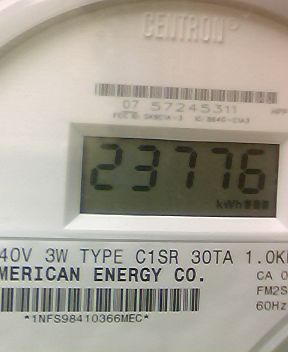 CENTRON®
07 57245311
23776
kWh
40V 3W TYPE C1SR 30TA 1.0K
MERICAN ENERGY CO.
CA 0
FM2S
60Hz
*1NFS98410366MEC*